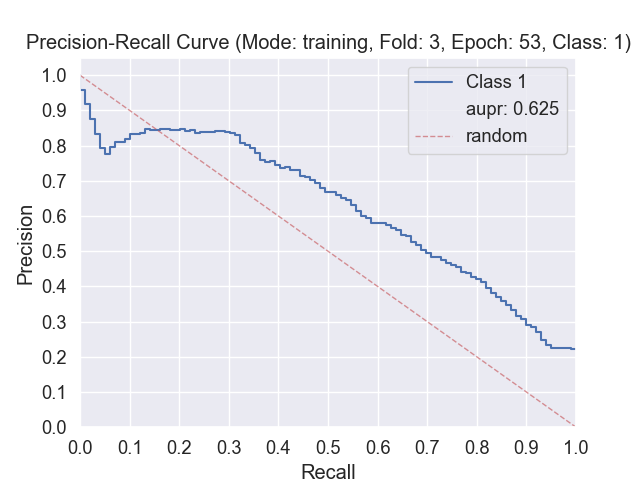 Precision-Recall Curve (Mode: training, Fold: 3, Epoch: 53, Class: 1)
1.0
0.9
0.8
0.7
0.6
0.5
0.4
0.3
0.2
0.1
0.0
Precision
Class 1
aupr: 0.625
random
0.0 0.1 0.2 0.3 0.4 0.5 0.6 0.7 0.8 0.9 1.0
Recall